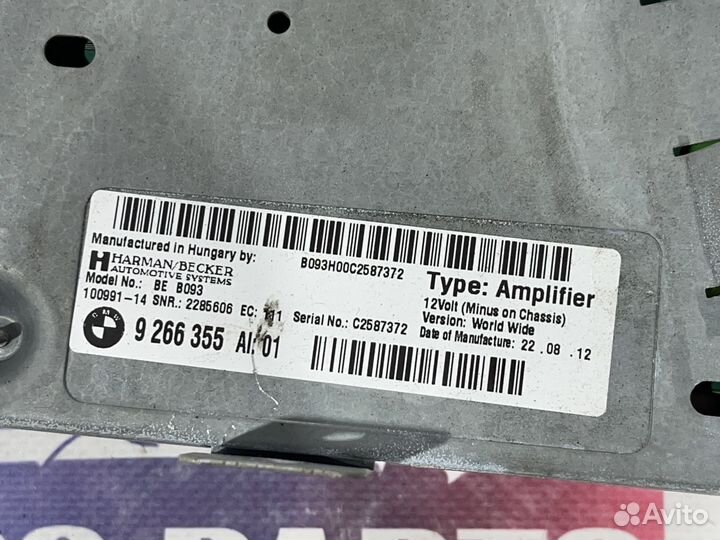 Manufactured in Hungary by:
HARMAN/BECKER
AUTOMOTIVE SYSTEMS
Model No.: BE B093
100991-14 SNR.: 2285606 EC:
B093H00C2587372
Serial No.: C2587372
Type: Amplifier
12Volt (Minus on Chassis)
Version: World Wide
Date of Manufacture: 22 .08 .12
BMW
9 266 355 AI: 01
PARTS
Avito